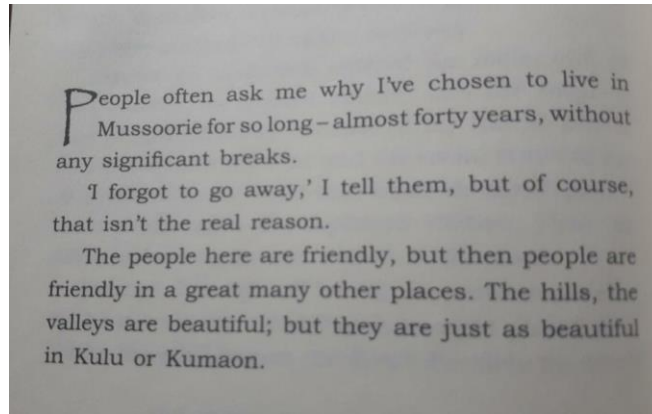 People often ask me why I've chosen to live in
Mussoorie for so long – almost forty years, without
any significant breaks.
'I forgot to go away,' I tell them, but of course,
that isn't the real reason.
The people here are friendly, but then people are
friendly in a great many other places. The hills, the
valleys are beautiful; but they are just as beautiful
in Kulu or Kumaon.